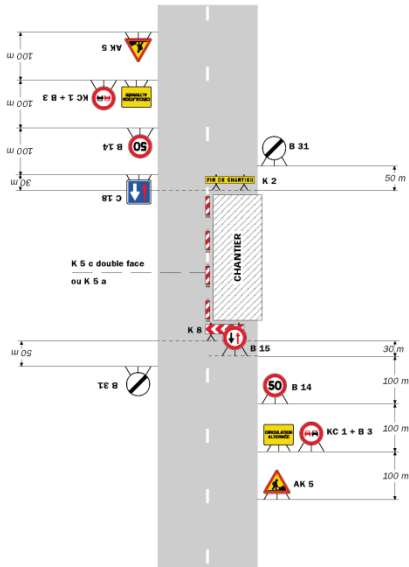 AK 5
100 m
CIRCULATION
ALTERNÉE
KC 1 + B 3
100 m
50
B 14
100 m
30 m
C 18
B 31
FIN DE CHANTIER
K 2
50 m
CHANTIER
K 5 c double face
ou K 5 a
K 8
B 15
50 m
B 31
30 m
50
B 14
100 m
CIRCULATION
ALTERNÉE
KC 1 + B 3
100 m
AK 5
100 m